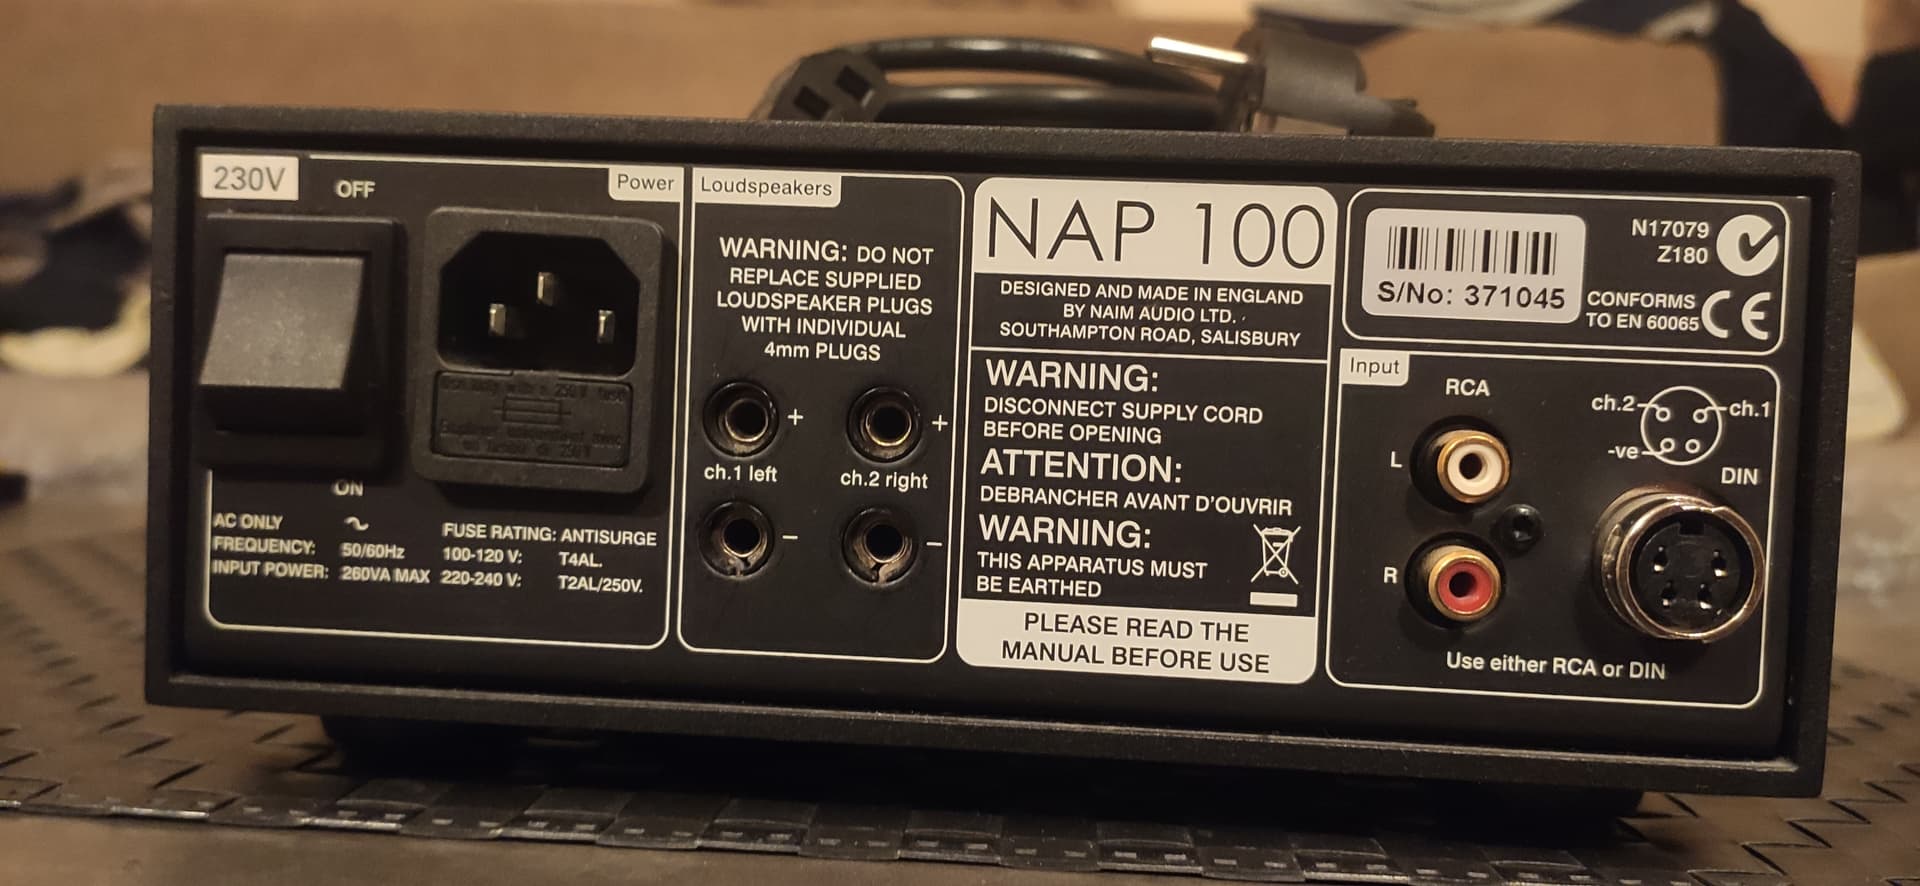 230V
OFF
Power
ON
AC ONLY
FREQUENCY: 50/60Hz
INPUT POWER: 260VA MAX
FUSE RATING: ANTISURGE
100-120 V: T4AL.
220-240 V: T2AL/250V.
Loudspeakers
WARNING: DO NOT
REPLACE SUPPLIED
LOUDSPEAKER PLUGS
WITH INDIVIDUAL
4mm PLUGS
+ +
ch.1 left ch.2 right
− −
NAP 100
DESIGNED AND MADE IN ENGLAND
BY NAIM AUDIO LTD.
SOUTHAMPTON ROAD, SALISBURY
WARNING:
DISCONNECT SUPPLY CORD
BEFORE OPENING
ATTENTION:
DEBRANCHER AVANT D'OUVRIR
WARNING:
THIS APPARATUS MUST
BE EARTHED
PLEASE READ THE
MANUAL BEFORE USE
S/No: 371045
N17079
Z180
CONFORMS
TO EN 60065
CE
Input
RCA
L
R
ch.2
ch.1
-ve
DIN
Use either RCA or DIN